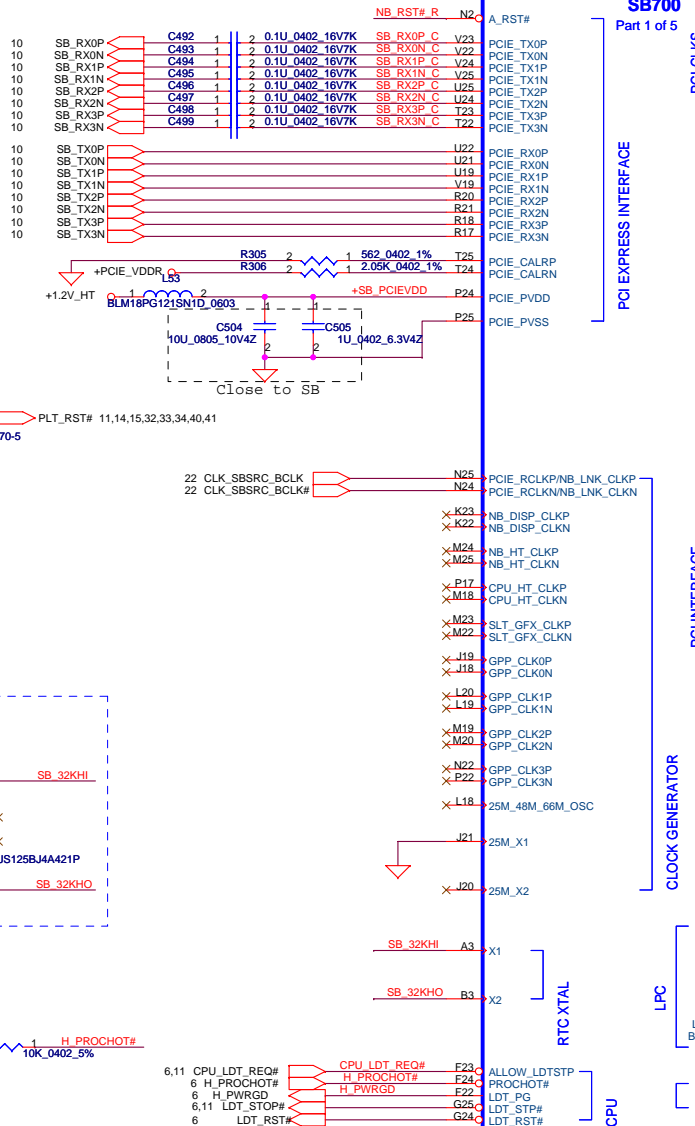 SB700
Part 1 of 5
PCI CLKS
NB_RST#_R N2 A_RST#
10 SB_RX0P C492 1 2 0.1U_0402_16V7K SB_RX0P_C V23 PCIE_TX0P
10 SB_RX0N C493 1 2 0.1U_0402_16V7K SB_RX0N_C V22 PCIE_TX0N
10 SB_RX1P C494 1 2 0.1U_0402_16V7K SB_RX1P_C V24 PCIE_TX1P
10 SB_RX1N C495 1 2 0.1U_0402_16V7K SB_RX1N_C V25 PCIE_TX1N
10 SB_RX2P C496 1 2 0.1U_0402_16V7K SB_RX2P_C U25 PCIE_TX2P
10 SB_RX2N C497 1 2 0.1U_0402_16V7K SB_RX2N_C U24 PCIE_TX2N
10 SB_RX3P C498 1 2 0.1U_0402_16V7K SB_RX3P_C T23 PCIE_TX3P
10 SB_RX3N C499 1 2 0.1U_0402_16V7K SB_RX3N_C T22 PCIE_TX3N
10 SB_TX0P U22 PCIE_RX0P
10 SB_TX0N U21 PCIE_RX0N
10 SB_TX1P U19 PCIE_RX1P
10 SB_TX1N V19 PCIE_RX1N
10 SB_TX2P R20 PCIE_RX2P
10 SB_TX2N R21 PCIE_RX2N
10 SB_TX3P R18 PCIE_RX3P
10 SB_TX3N R17 PCIE_RX3N
PCI EXPRESS INTERFACE
R305 2 1 562_0402_1% T25 PCIE_CALRP
+PCIE_VDDR R306 2 1 2.05K_0402_1% T24 PCIE_CALRN
L53
+1.2V_HT 1 2 +SB_PCIEVDD P24 PCIE_PVDD
BLM18PG121SN1D_0603
1 1
P25 PCIE_PVSS
C504 C505
10U_0805_10V4Z 1U_0402_6.3V4Z
2 2
Close to SB
PLT_RST# 11,14,15,32,33,34,40,41
70-5
22 CLK_SBSRC_BCLK N25 PCIE_RCLKP/NB_LNK_CLKP
22 CLK_SBSRC_BCLK# N24 PCIE_RCLKN/NB_LNK_CLKN
K23 NB_DISP_CLKP
K22 NB_DISP_CLKN
M24 NB_HT_CLKP
M25 NB_HT_CLKN
P17 CPU_HT_CLKP
M18 CPU_HT_CLKN
M23 SLT_GFX_CLKP
M22 SLT_GFX_CLKN
J19 GPP_CLK0P
J18 GPP_CLK0N
L20 GPP_CLK1P
L19 GPP_CLK1N
M19 GPP_CLK2P
M20 GPP_CLK2N
N22 GPP_CLK3P
P22 GPP_CLK3N
L18 25M_48M_66M_OSC
J21 25M_X1
J20 25M_X2
CLOCK GENERATOR
PCI INTERFACE
SB_32KHI
JS125BJ4A421P
SB_32KHO
SB_32KHI A3 X1
SB_32KHO B3 X2
RTC XTAL
LPC
L
B
1 H_PROCHOT#
10K_0402_5%
6,11 CPU_LDT_REQ# CPU_LDT_REQ# F23 ALLOW_LDTSTP
6 H_PROCHOT# H_PROCHOT# F24 PROCHOT#
6 H_PWRGD H_PWRGD F22 LDT_PG
6,11 LDT_STOP# G25 LDT_STP#
6 LDT_RST# G24 LDT_RST#
CPU